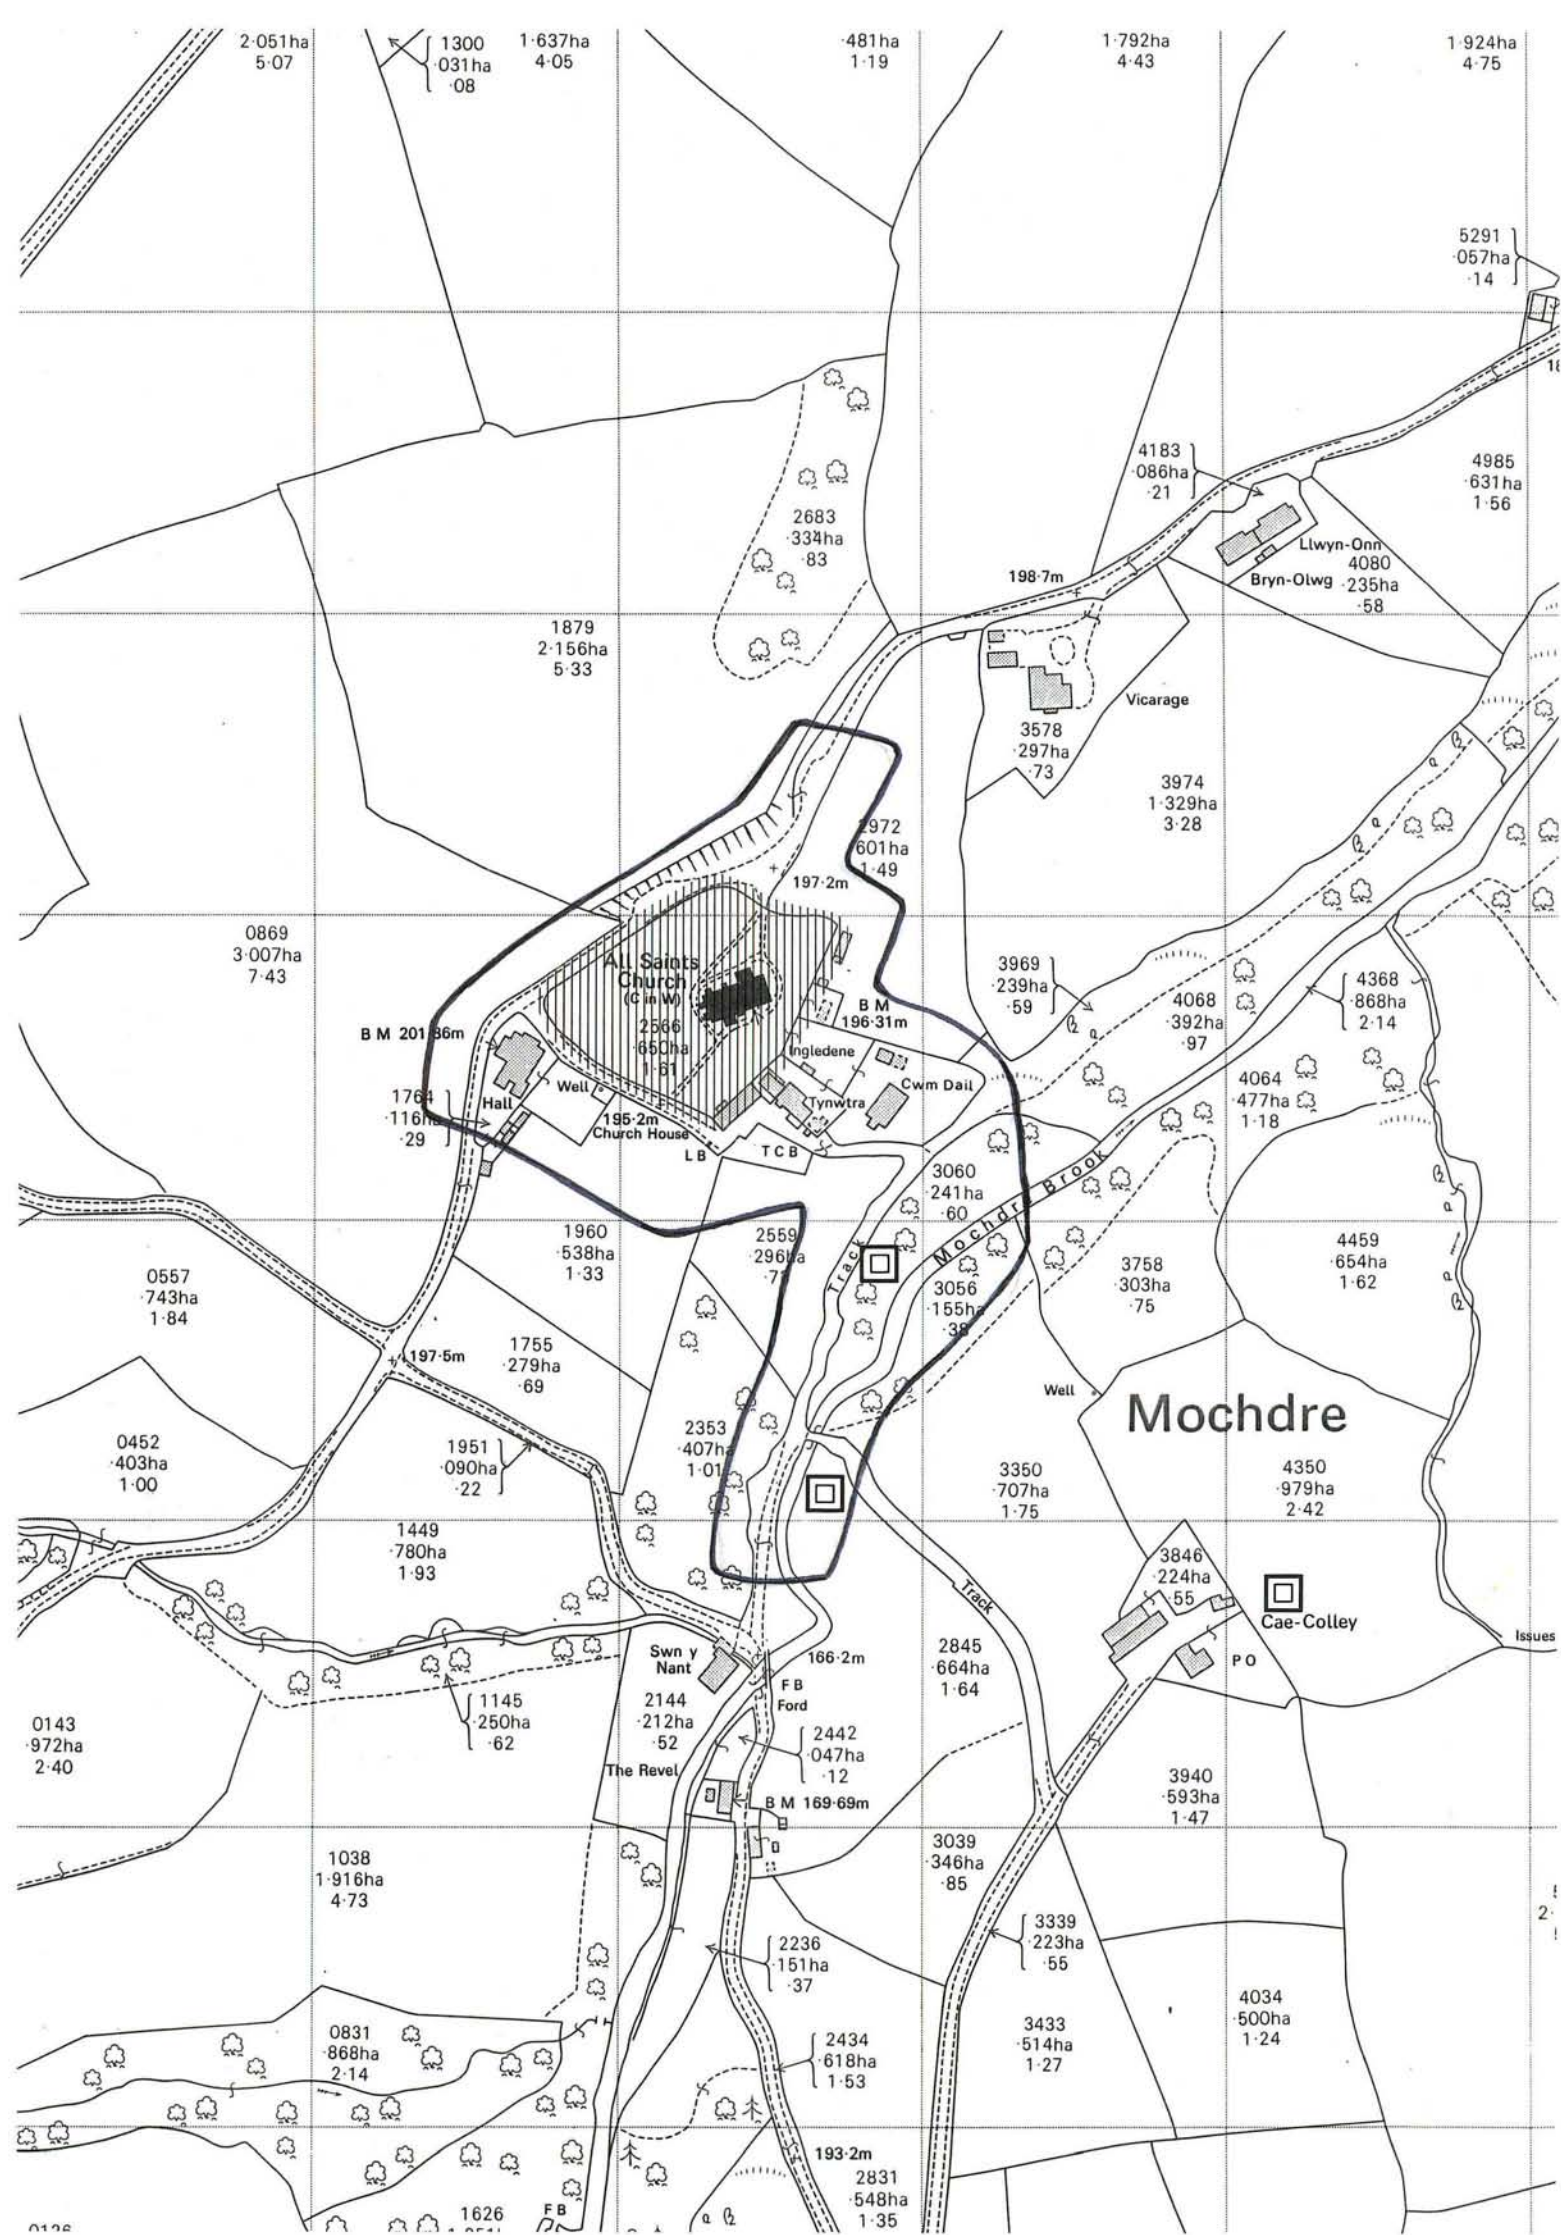 2·051ha
5·07
1300
·031ha
·08
1·637ha
4·05
·481ha
1·19
1·792ha
4·43
1·924ha
4·75
5291
·057ha
·14
4183
·086ha
·21
4985
·631ha
1·56
2683
·334ha
·83
Llwyn-Onn
Bryn-Olwg
4080
·235ha
·58
198·7m
1879
2·156ha
5·33
Vicarage
3578
·297ha
·73
3974
1·329ha
3·28
2972
601ha
1·49
197·2m
0869
3·007ha
7·43
All Saints
Church
(C in W)
2566
·650ha
1·61
B M
196·31m
3969
·239ha
·59
4068
·392ha
·97
4368
·868ha
2·14
B M 201·86m
Ingledene
Cwm Dail
Tynwtra
Well
Hall
1764
·116ha
·29
195·2m
Church House
L B
T C B
4064
·477ha
1·18
3060
·241ha
·60
Mochdre Brook
Track
1960
·538ha
1·33
2559
·296ha
3056
·155ha
·38
3758
·303ha
·75
4459
·654ha
1·62
0557
·743ha
1·84
197·5m
1755
·279ha
·69
Well
Mochdre
0452
·403ha
1·00
1951
·090ha
·22
2353
·407ha
1·01
3350
·707ha
1·75
4350
·979ha
2·42
1449
·780ha
1·93
3846
·224ha
·55
Cae-Colley
Track
P O
Issues
Swn y
Nant
166·2m
F B
Ford
2845
·664ha
1·64
0143
·972ha
2·40
1145
·250ha
·62
2144
·212ha
·52
2442
·047ha
·12
The Revel
B M 169·69m
3940
·593ha
1·47
1038
1·916ha
4·73
3039
·346ha
·85
2236
·151ha
·37
3339
·223ha
·55
0831
·868ha
2·14
2434
·618ha
1·53
3433
·514ha
1·27
4034
·500ha
1·24
193·2m
2831
·548ha
1·35
1626
F B